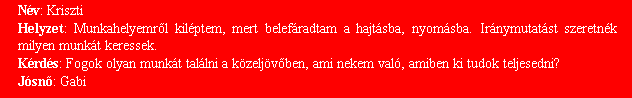 Név: Kriszti
Helyzet: Munkahelyemről kiléptem, mert belefáradtam a hajtásba, nyomásba. Iránymutatást szeretnék
milyen munkát keressek.
Kérdés: Fogok olyan munkát találni a közeljövőben, ami nekem való, amiben ki tudok teljesedni?
Jósnő: Gabi